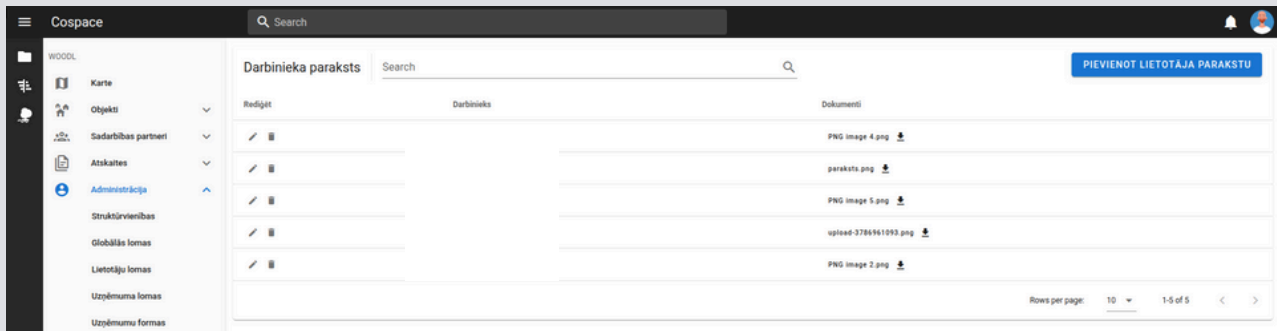 Cospace
Search
WOODL
Karte
Objekti
Sadarbības partneri
Atskaites
Administrācija
Struktūrvienības
Globālās lomas
Lietotāju lomas
Uzņēmuma lomas
Uzņēmumu formas
Darbinieka paraksts
Search
PIEVIENOT LIETOTĀJA PARAKSTU
Rediģēt Darbinieks Dokumenti
PNG image 4.png
paraksts.png
PNG image 5.png
upload-3786961093.png
PNG image 2.png
Rows per page: 10 1-5 of 5